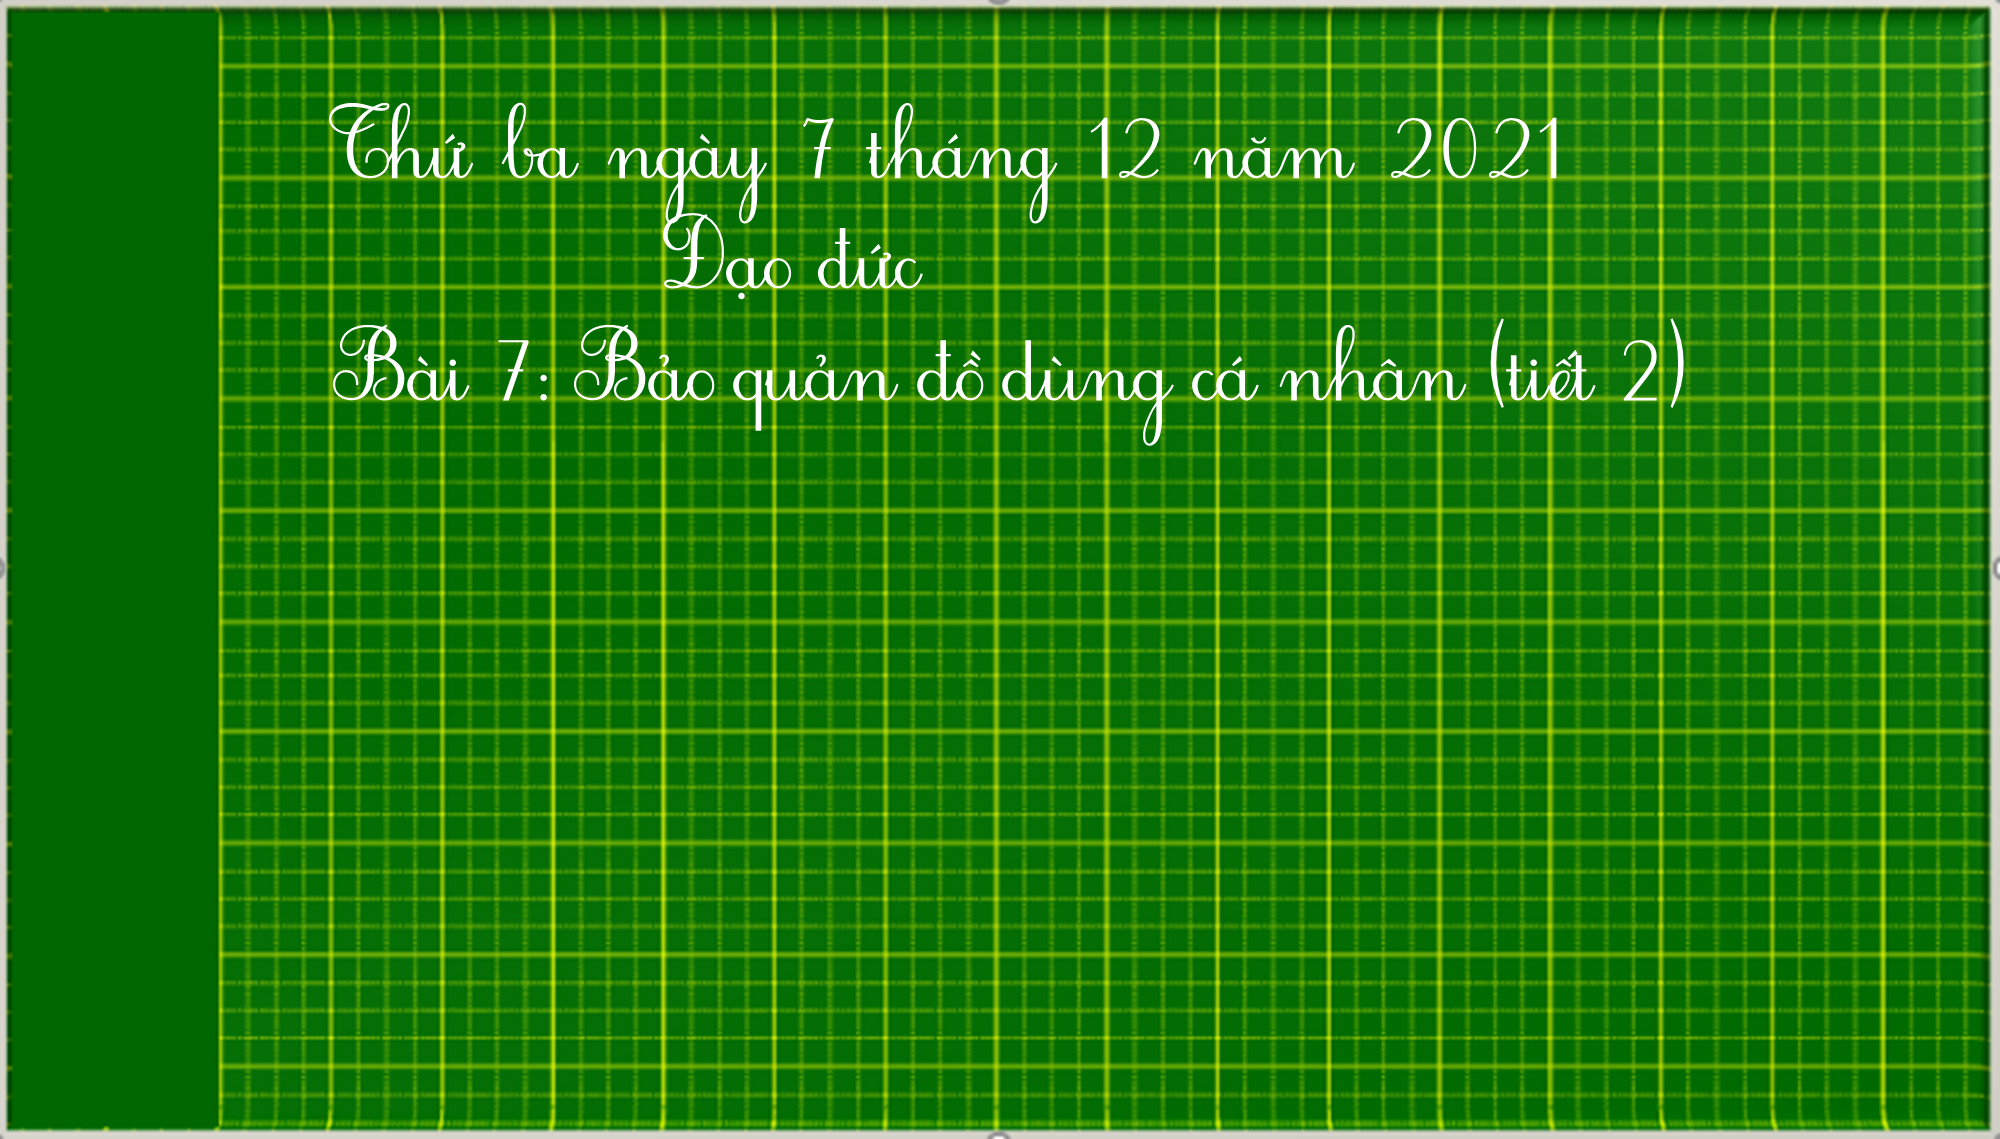 Thứ ba ngày 7 tháng 12 năm 2021
Đạo đức
Bài 7: Bảo quản đồ dùng cá nhân (tiết 2)